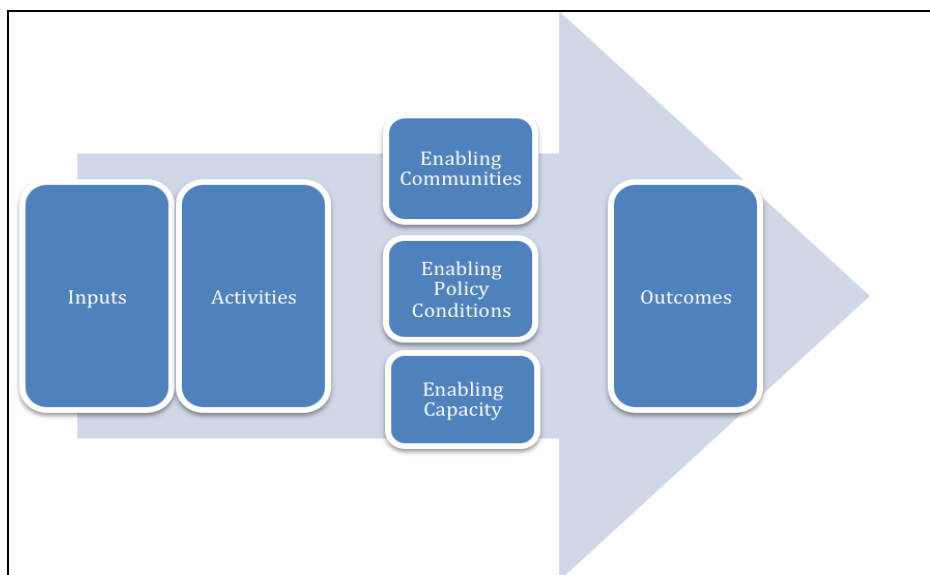 Inputs
Activities
Enabling
Communities
Enabling
Policy
Conditions
Enabling
Capacity
Outcomes